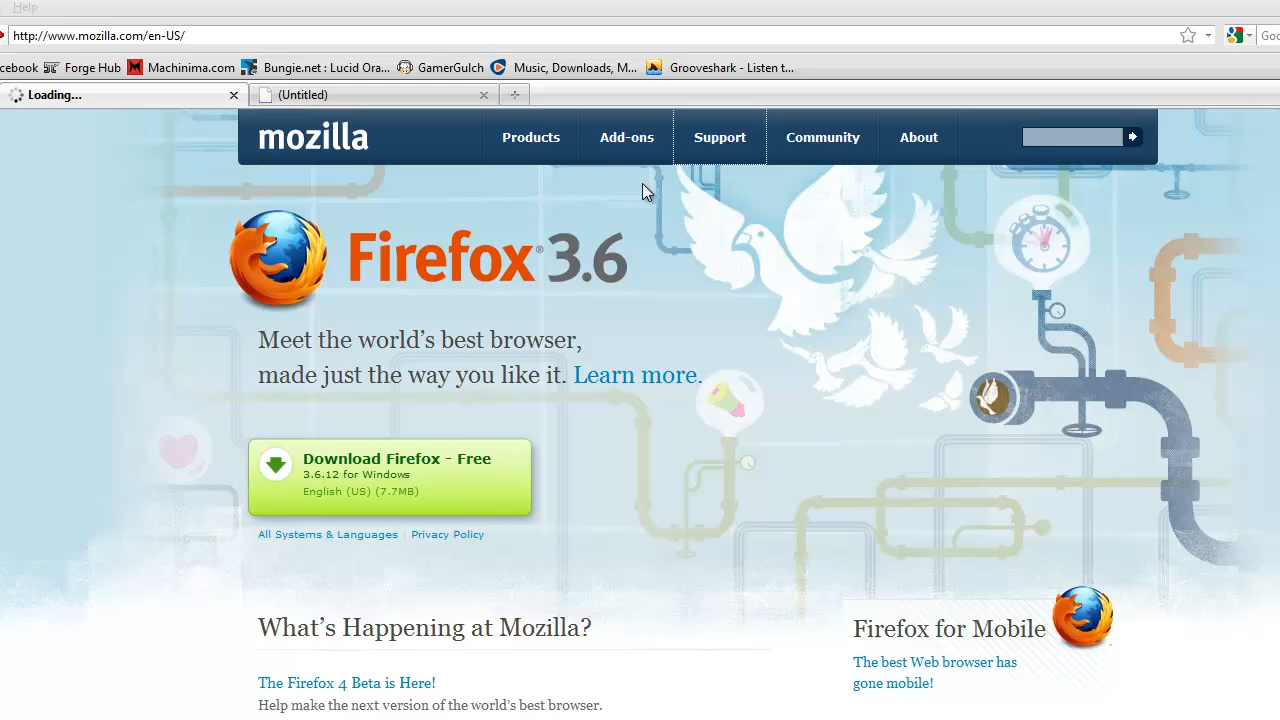 Help
http://www.mozilla.com/en-US/
Goo
cebook Forge Hub Machinima.com Bungie.net : Lucid Ora... GamerGulch Music, Downloads, M... Grooveshark - Listen t...
Loading... (Untitled)
mozilla Products Add-ons Support Community About
Firefox® 3.6
Meet the world's best browser,
made just the way you like it. Learn more.
Download Firefox - Free
3.6.12 for Windows
English (US) (7.7MB)
All Systems & Languages | Privacy Policy
What's Happening at Mozilla?
The Firefox 4 Beta is Here!
Help make the next version of the world's best browser.
Firefox for Mobile
The best Web browser has
gone mobile!